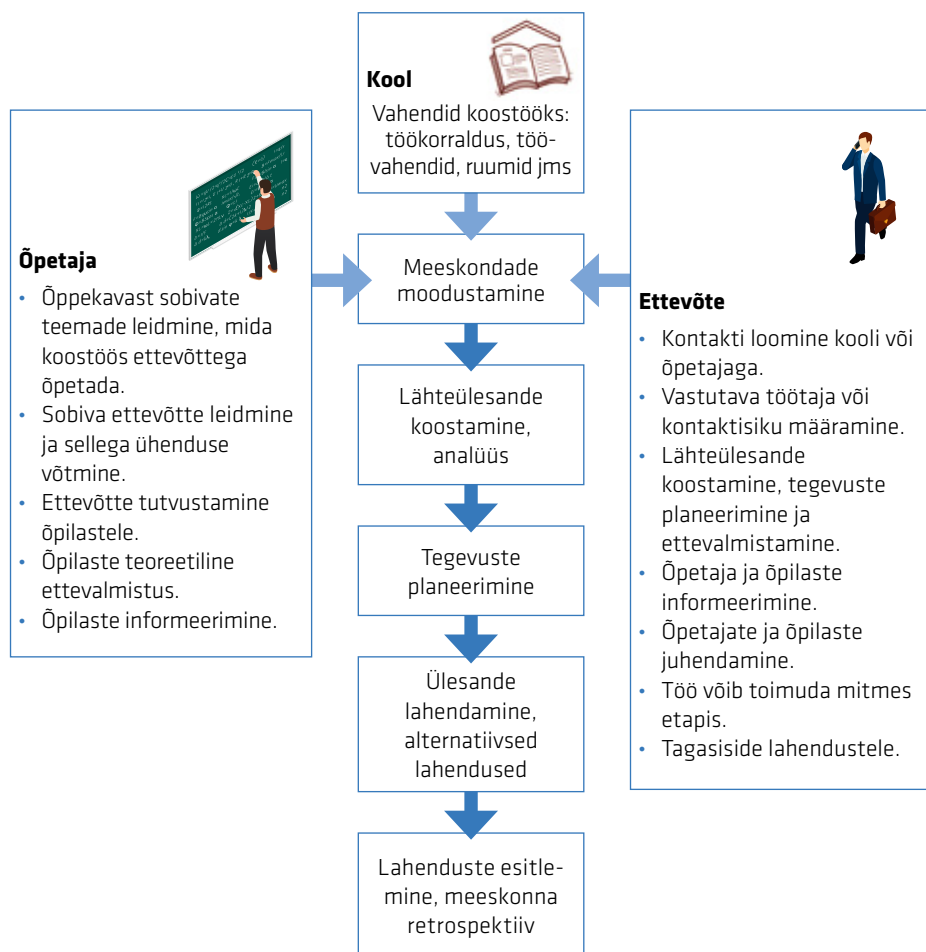 Kool
Vahendid koostööks:
töökorraldus, töö-
vahendid, ruumid jms
Õpetaja
• Õppekavast sobivate
teemade leidmine, mida
koostöös ettevõttega
õpetada.
• Sobiva ettevõtte leidmine
ja sellega ühenduse
võtmine.
• Ettevõtte tutvustamine
õpilastele.
• Õpilaste teoreetiline
ettevalmistus.
• Õpilaste informeerimine.
Meeskondade
moodustamine
Lähteülesande
koostamine,
analüüs
Tegevuste
planeerimine
Ülesande
lahendamine,
alternatiivsed
lahendused
Lahenduste esitle-
mine, meeskonna
retrospektiiv
Ettevõte
• Kontakti loomine kooli või
õpetajaga.
• Vastutava töötaja või
kontaktisiku määramine.
• Lähteülesande
koostamine, tegevuste
planeerimine ja
ettevalmistamine.
• Õpetaja ja õpilaste
informeerimine.
• Õpetajate ja õpilaste
juhendamine.
• Töö võib toimuda mitmes
etapis.
• Tagasiside lahendustele.